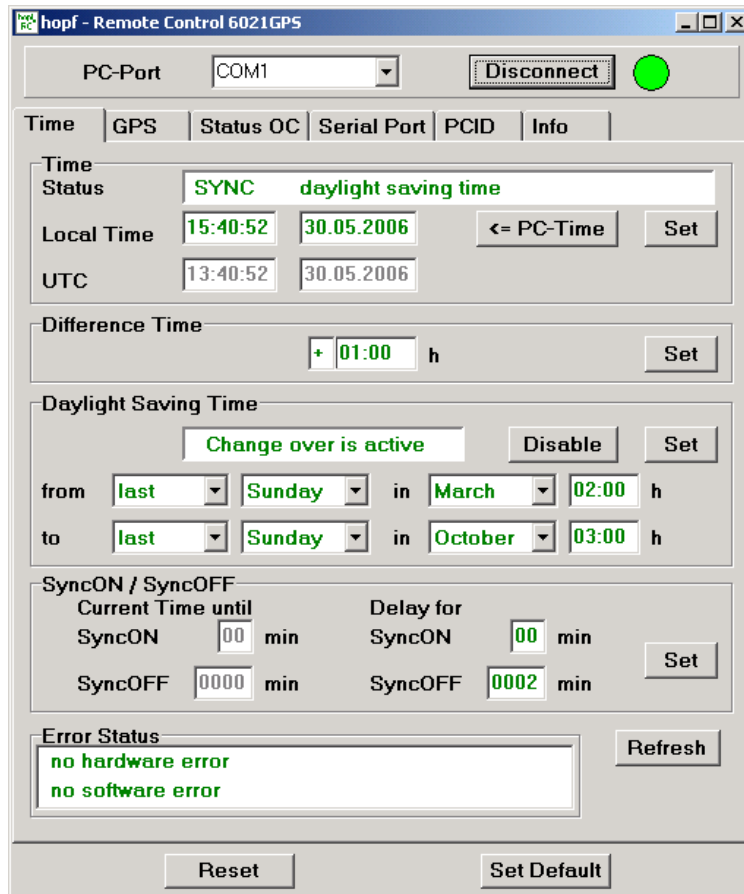 hopf RC hopf - Remote Control 6021GPS
PC-Port COM1 Disconnect
Time GPS Status OC Serial Port PCID Info
Time
Status SYNC daylight saving time
Local Time 15:40:52 30.05.2006 <= PC-Time Set
UTC 13:40:52 30.05.2006
Difference Time
+ 01:00 h Set
Daylight Saving Time
Change over is active Disable Set
from last Sunday in March 02:00 h
to last Sunday in October 03:00 h
SyncON / SyncOFF
Current Time until Delay for
SyncON 00 min SyncON 00 min
Set
SyncOFF 0000 min SyncOFF 0002 min
Error Status
Refresh
no hardware error
no software error
Reset Set Default